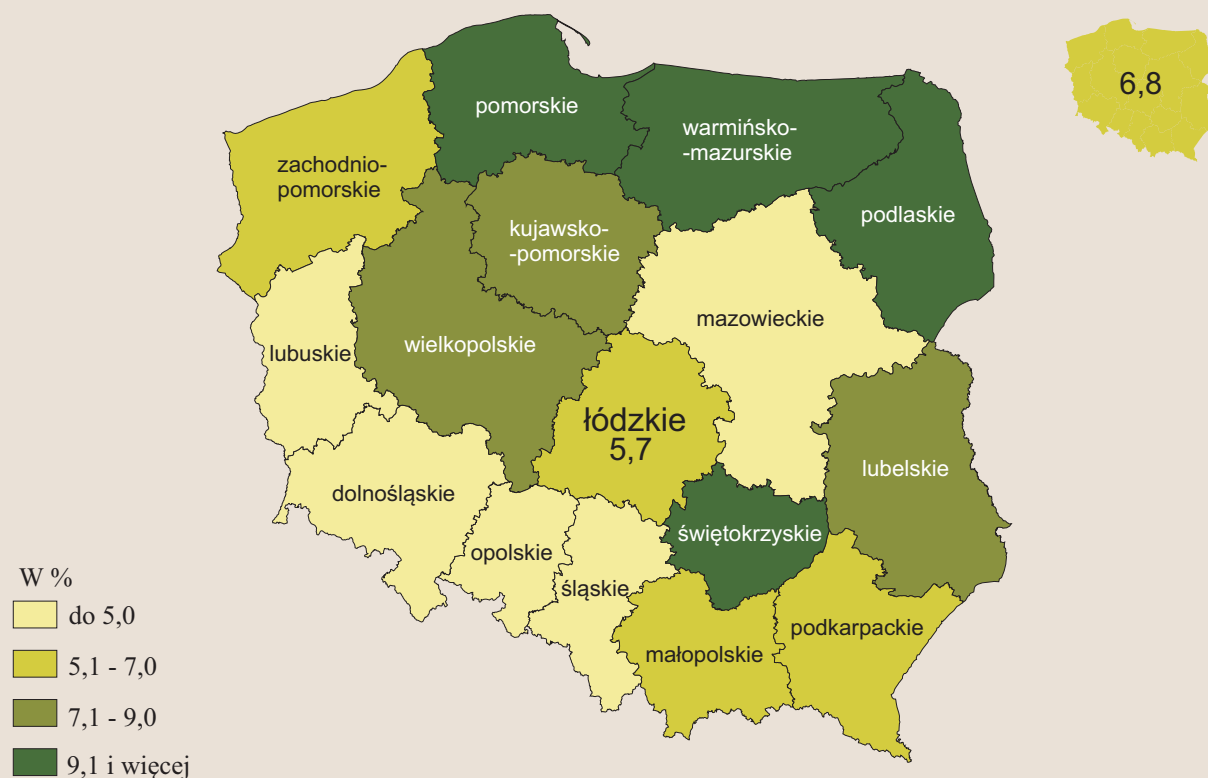 6,8
pomorskie
warmińsko-
-mazurskie
zachodnio-
pomorskie
podlaskie
kujawsko-
-pomorskie
mazowieckie
wielkopolskie
lubuskie
łódzkie
5,7
lubelskie
dolnośląskie
świętokrzyskie
opolskie
śląskie
podkarpackie
małopolskie
W %
do 5,0
5,1 - 7,0
7,1 - 9,0
9,1 i więcej